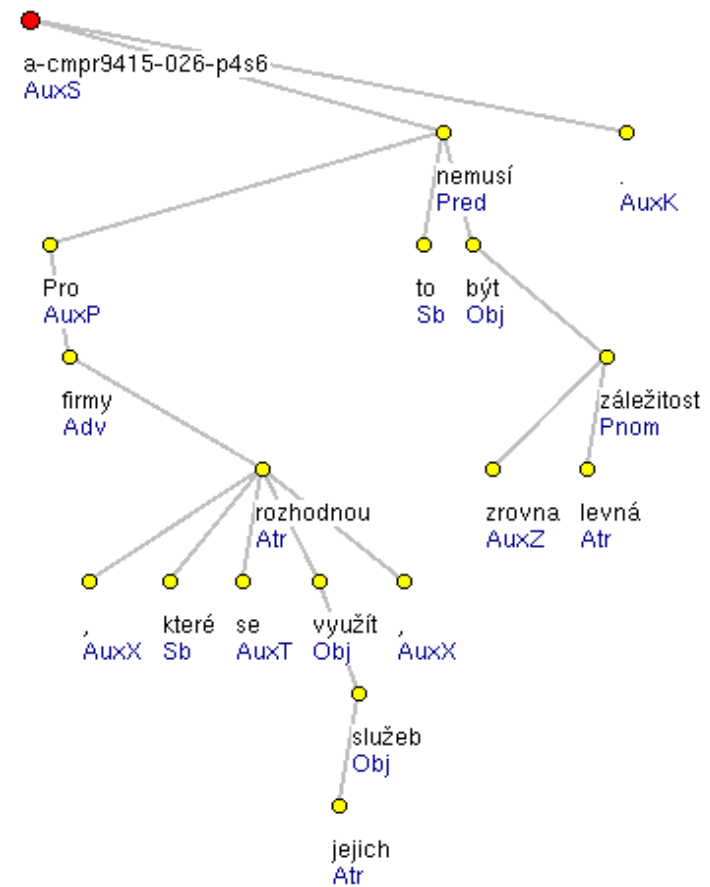 a-cmpr9415-026-p4s6
AuxS
nemusí
Pred
.
AuxK
Pro
AuxP
to
Sb
být
Obj
firmy
Adv
záležitost
Pnom
rozhodnou
Atr
zrovna
AuxZ
levná
Atr
,
AuxX
které
Sb
se
AuxT
využít
Obj
,
AuxX
služeb
Obj
jejich
Atr